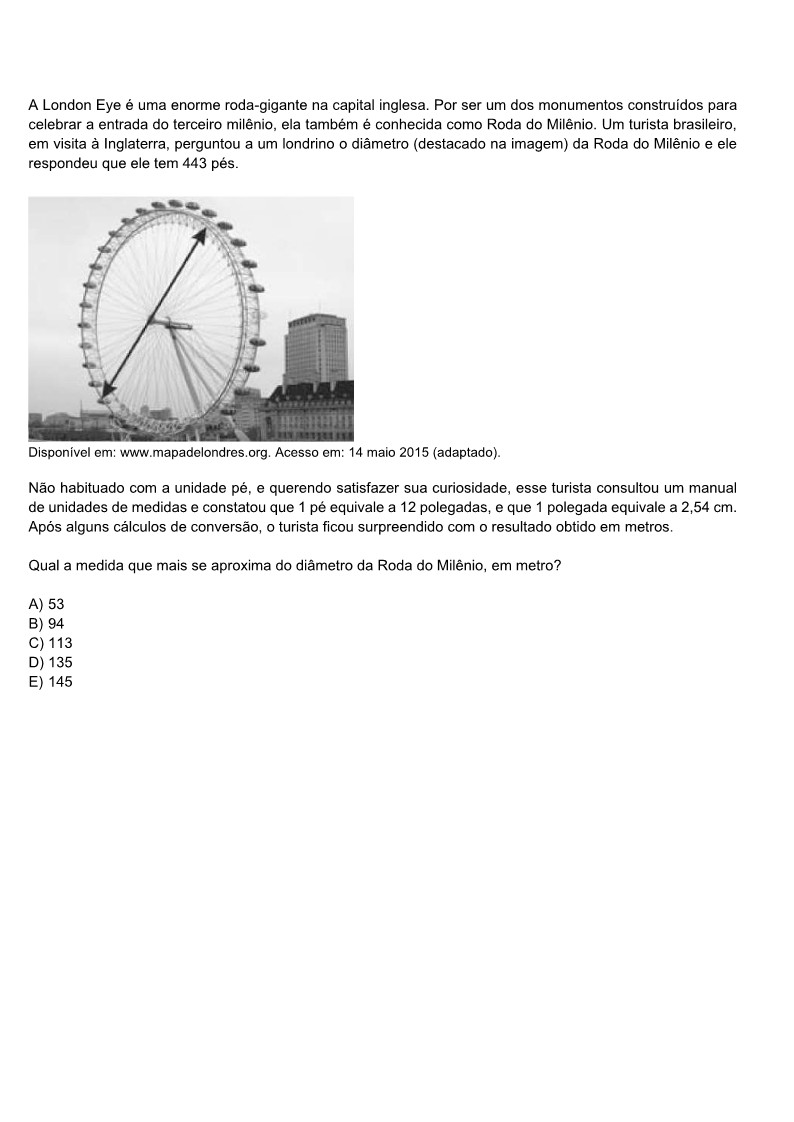 A London Eye é uma enorme roda-gigante na capital inglesa. Por ser um dos monumentos construídos para
celebrar a entrada do terceiro milênio, ela também é conhecida como Roda do Milênio. Um turista brasileiro,
em visita à Inglaterra, perguntou a um londrino o diâmetro (destacado na imagem) da Roda do Milênio e ele
respondeu que ele tem 443 pés.
Disponível em: www.mapadelondres.org. Acesso em: 14 maio 2015 (adaptado).
Não habituado com a unidade pé, e querendo satisfazer sua curiosidade, esse turista consultou um manual
de unidades de medidas e constatou que 1 pé equivale a 12 polegadas, e que 1 polegada equivale a 2,54 cm.
Após alguns cálculos de conversão, o turista ficou surpreendido com o resultado obtido em metros.
Qual a medida que mais se aproxima do diâmetro da Roda do Milênio, em metro?
A) 53
B) 94
C) 113
D) 135
E) 145